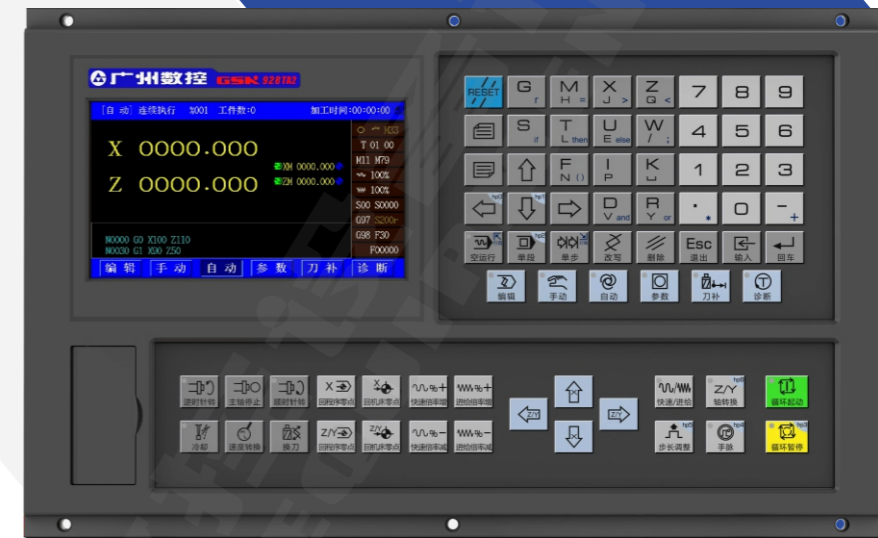 广州数控 GSK 928TA2
[自 动] 连续执行 %001 工件数:0 加工时间:00:00:00
T 01 00
X 0000.000
M11 M79
XM 0000.000
100%
Z 0000.000
ZM 0000.000
100%
S00 S0000
G97 S200r
N0000 G0 X100 Z110
G98 F30
N0030 G1 X90 Z50
F00000
编 辑 手 动 自 动 参 数 刀 补 诊 断
RESET G r M H = J X > Z Q < 7 8 9
S if T L then U E else W / ; 4 5 6
F N () I P K 1 2 3
hp0 hp1 D V and R Y or . * 0 - +
空运行 hp2 单段 单步 改写 删除 Esc 退出 输入 回车
编辑 手动 自动 参数 刀补 诊断
逆时针转 主轴停止 顺时针转 X 回程序零点 X 回机床零点 % + 快速倍率增 % + 进给倍率增
快速/进给 Z/Y hp6 轴转换 循环起动
Z/Y Z/Y
X X
冷却 速度转换 换刀 Z/Y 回程序零点 Z/Y 回机床零点 % - 快速倍率减 % - 进给倍率减
步长调整 hp5 手脉 hp4 循环暂停 hp3